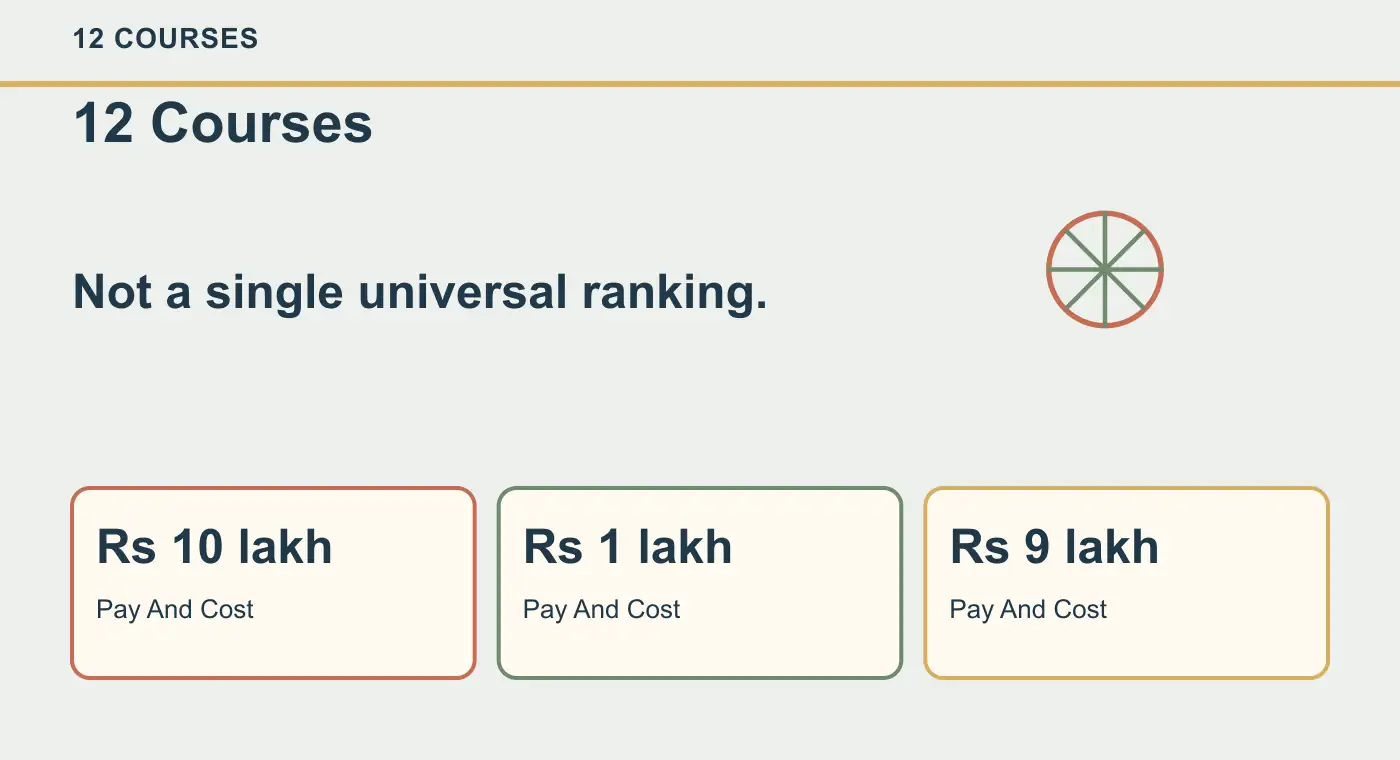 12 COURSES
12 Courses
Not a single universal ranking.
Rs 10 lakh
Pay And Cost
Rs 1 lakh
Pay And Cost
Rs 9 lakh
Pay And Cost